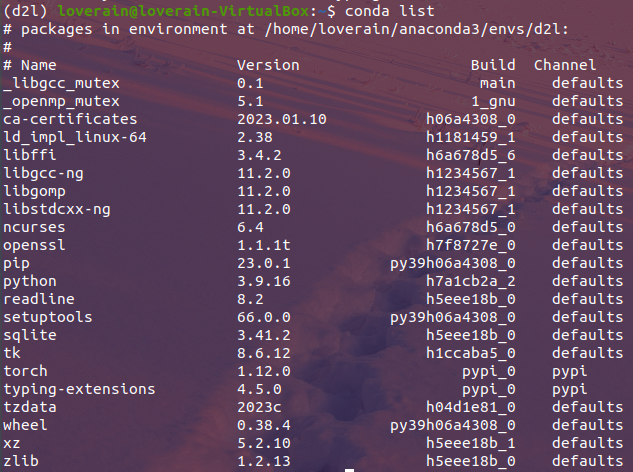 (d2l) loverain@loverain-VirtualBox:~$ conda list
# packages in environment at /home/loverain/anaconda3/envs/d2l:
#
# Name Version Build Channel
_libgcc_mutex 0.1 main defaults
_openmp_mutex 5.1 1_gnu defaults
ca-certificates 2023.01.10 h06a4308_0 defaults
ld_impl_linux-64 2.38 h1181459_1 defaults
libffi 3.4.2 h6a678d5_6 defaults
libgcc-ng 11.2.0 h1234567_1 defaults
libgomp 11.2.0 h1234567_1 defaults
libstdcxx-ng 11.2.0 h1234567_1 defaults
ncurses 6.4 h6a678d5_0 defaults
openssl 1.1.1t h7f8727e_0 defaults
pip 23.0.1 py39h06a4308_0 defaults
python 3.9.16 h7a1cb2a_2 defaults
readline 8.2 h5eee18b_0 defaults
setuptools 66.0.0 py39h06a4308_0 defaults
sqlite 3.41.2 h5eee18b_0 defaults
tk 8.6.12 h1ccaba5_0 defaults
torch 1.12.0 pypi_0 pypi
typing-extensions 4.5.0 pypi_0 pypi
tzdata 2023c h04d1e81_0 defaults
wheel 0.38.4 py39h06a4308_0 defaults
xz 5.2.10 h5eee18b_1 defaults
zlib 1.2.13 h5eee18b_0 defaults